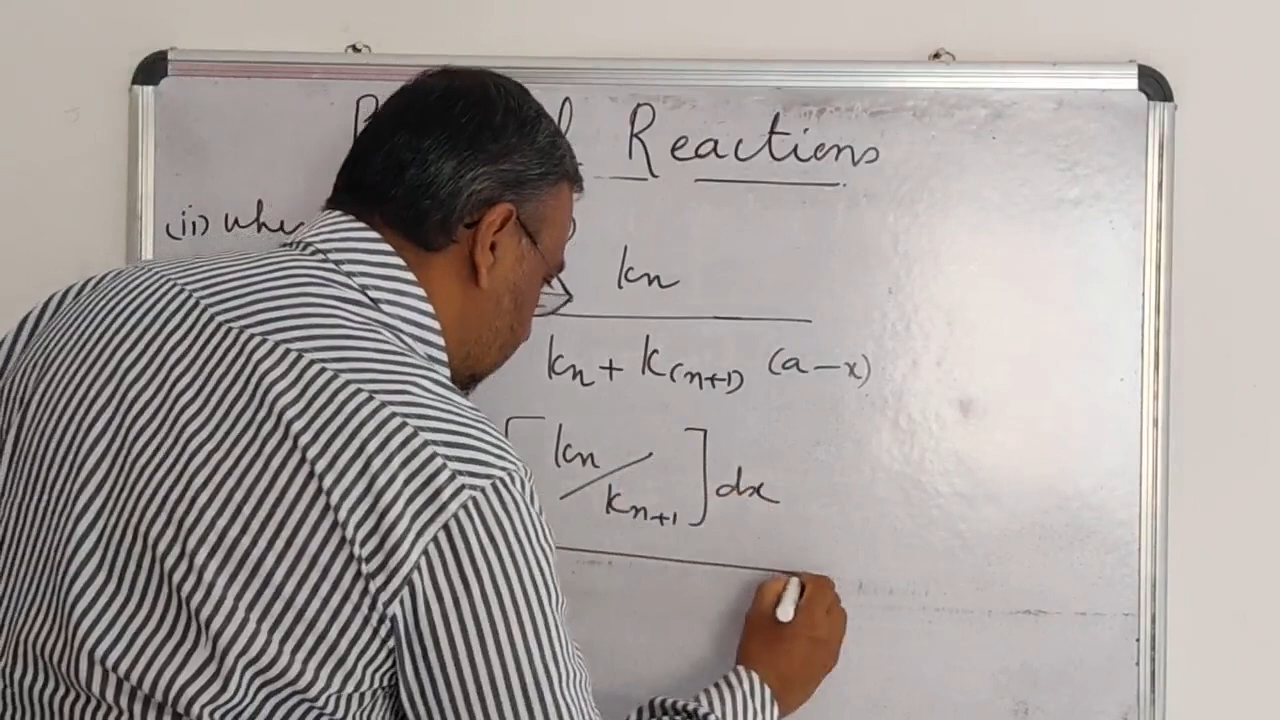 Reactions
(ii) whe
kn
kn + k(n+1) (a-x)
[kn/kn+1] dx